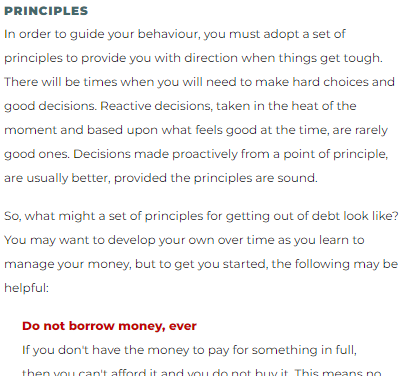 PRINCIPLES
In order to guide your behaviour, you must adopt a set of
principles to provide you with direction when things get tough.
There will be times when you will need to make hard choices and
good decisions. Reactive decisions, taken in the heat of the
moment and based upon what feels good at the time, are rarely
good ones. Decisions made proactively from a point of principle,
are usually better, provided the principles are sound.
So, what might a set of principles for getting out of debt look like?
You may want to develop your own over time as you learn to
manage your money, but to get you started, the following may be
helpful:
Do not borrow money, ever
If you don't have the money to pay for something in full,
then you can't afford it and you do not buy it. This means no